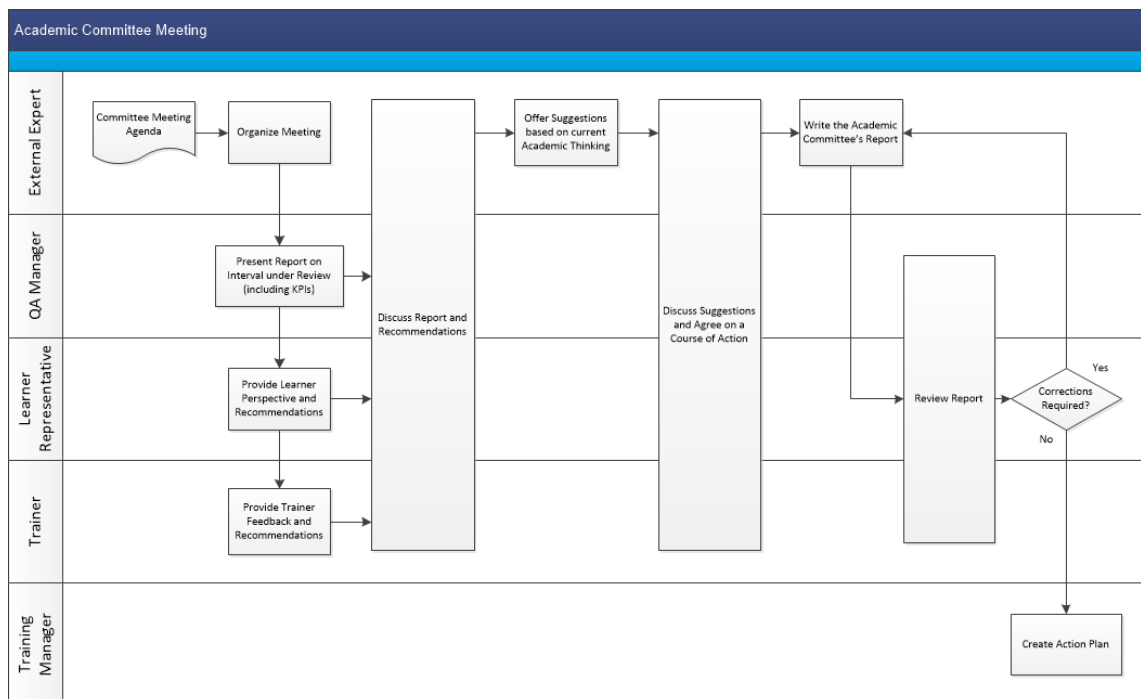 Academic Committee Meeting
External Expert
Committee Meeting
Agenda
Organize Meeting
Offer Suggestions
based on current
Academic Thinking
Write the Academic
Committee's Report
QA Manager
Present Report on
Interval under Review
(including KPIs)
Discuss Report and
Recommendations
Discuss Suggestions
and Agree on a
Course of Action
Learner
Representative
Provide Learner
Perspective and
Recommendations
Review Report
Corrections
Required?
Yes
No
Trainer
Provide Trainer
Feedback and
Recommendations
Training
Manager
Create Action Plan